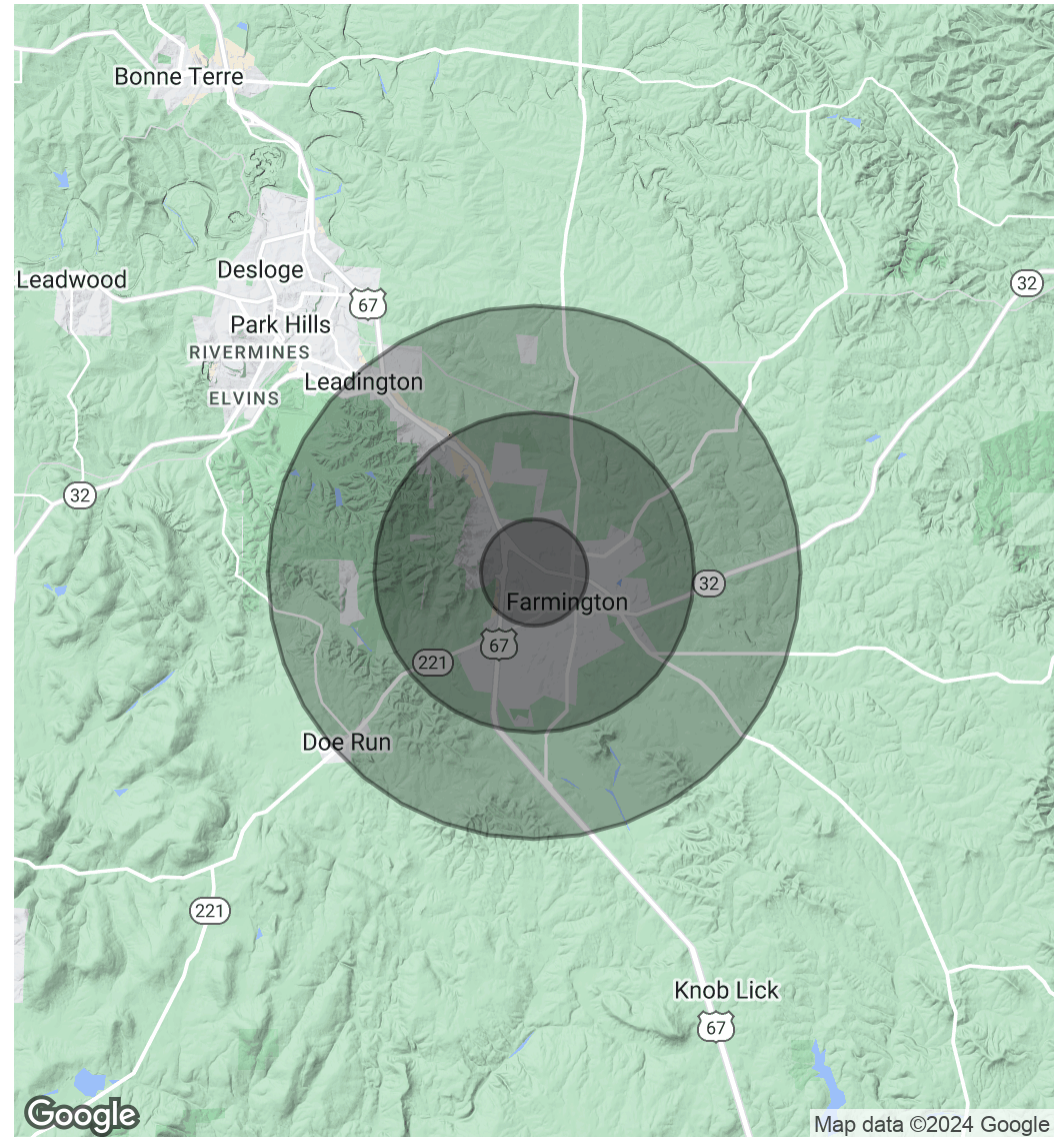 Bonne Terre
Leadwood
Desloge
67
32
Park Hills
RIVERMINES
Leadington
ELVINS
32
32
Farmington
67
221
Doe Run
221
Knob Lick
67
Google
Map data ©2024 Google